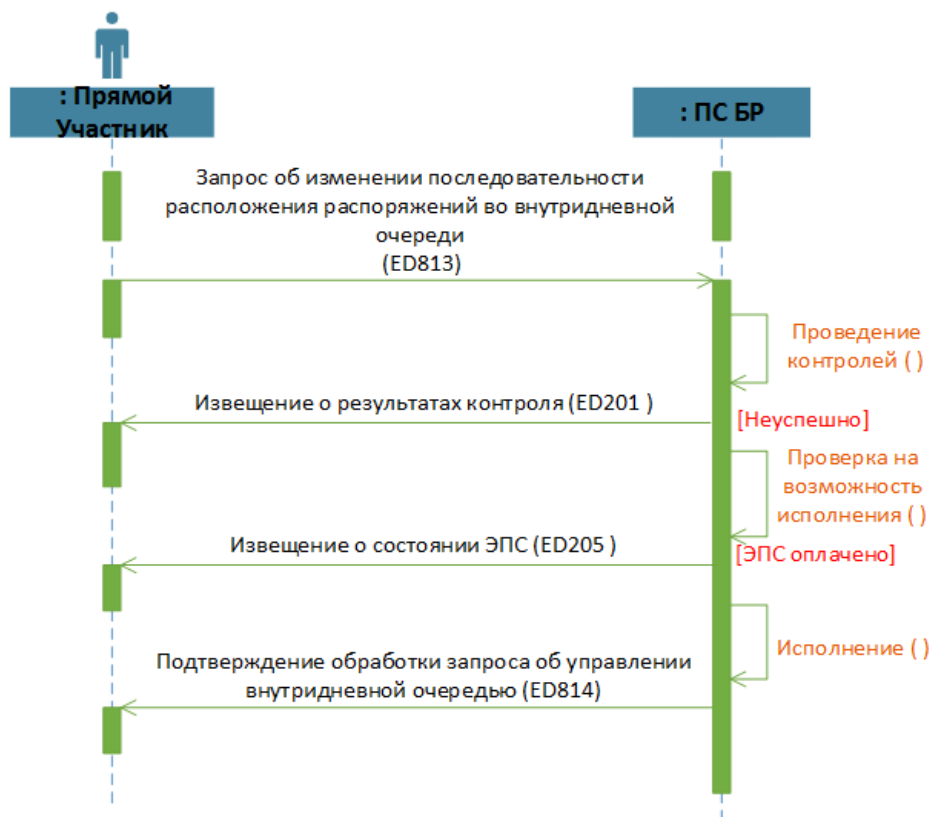 : Прямой
Участник
: ПС БР
Запрос об изменении последовательности
расположения распоряжений во внутридневной
очереди
(ED813)
Проведение
контролей ( )
Извещение о результатах контроля (ED201 )
[Неуспешно]
Проверка на
возможность
исполнения ( )
Извещение о состоянии ЭПС (ED205 )
[ЭПС оплачено]
Исполнение ( )
Подтверждение обработки запроса об управлении
внутридневной очередью (ED814)